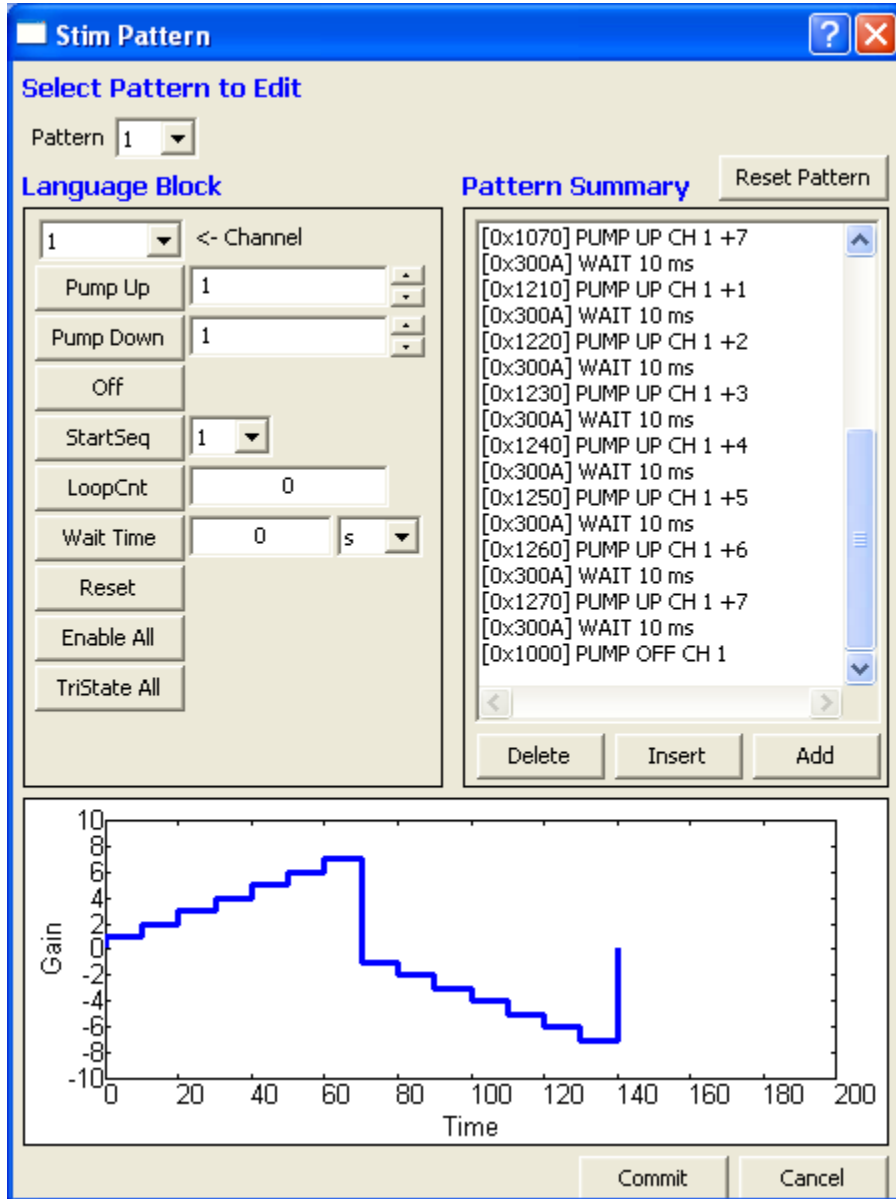 Stim Pattern
Select Pattern to Edit
Pattern 1
Reset Pattern
Language Block
1 <- Channel
Pump Up 1
Pump Down 1
Off
StartSeq 1
LoopCnt 0
Wait Time 0 s
Reset
Enable All
TriState All
Pattern Summary
[0x1070] PUMP UP CH 1 +7
[0x300A] WAIT 10 ms
[0x1210] PUMP UP CH 1 +1
[0x300A] WAIT 10 ms
[0x1220] PUMP UP CH 1 +2
[0x300A] WAIT 10 ms
[0x1230] PUMP UP CH 1 +3
[0x300A] WAIT 10 ms
[0x1240] PUMP UP CH 1 +4
[0x300A] WAIT 10 ms
[0x1250] PUMP UP CH 1 +5
[0x300A] WAIT 10 ms
[0x1260] PUMP UP CH 1 +6
[0x300A] WAIT 10 ms
[0x1270] PUMP UP CH 1 +7
[0x300A] WAIT 10 ms
[0x1000] PUMP OFF CH 1
Delete Insert Add
10
8
6
4
2
0
-2
-4
-6
-8
-10
Gain
0 20 40 60 80 100 120 140 160 180 200
Time
Commit Cancel